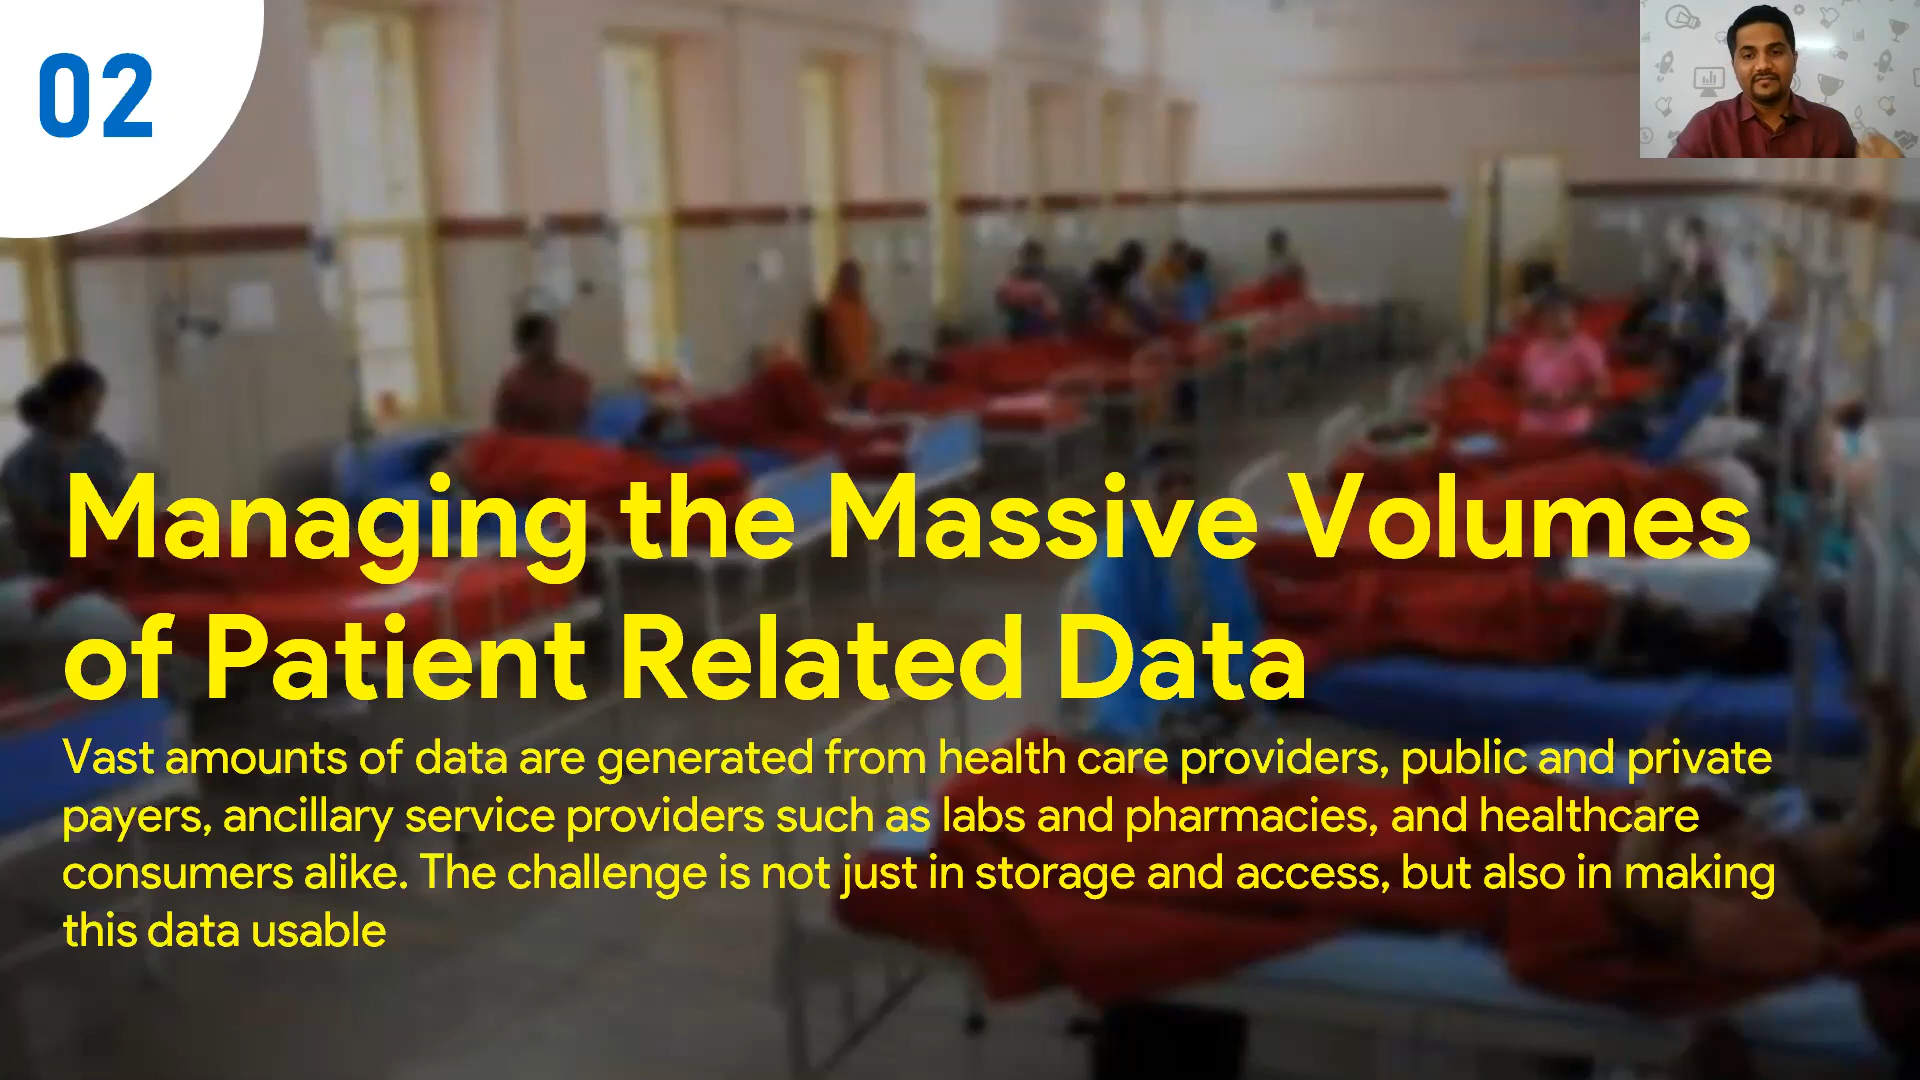 02
Managing the Massive Volumes
of Patient Related Data
Vast amounts of data are generated from health care providers, public and private
payers, ancillary service providers such as labs and pharmacies, and healthcare
consumers alike. The challenge is not just in storage and access, but also in making
this data usable